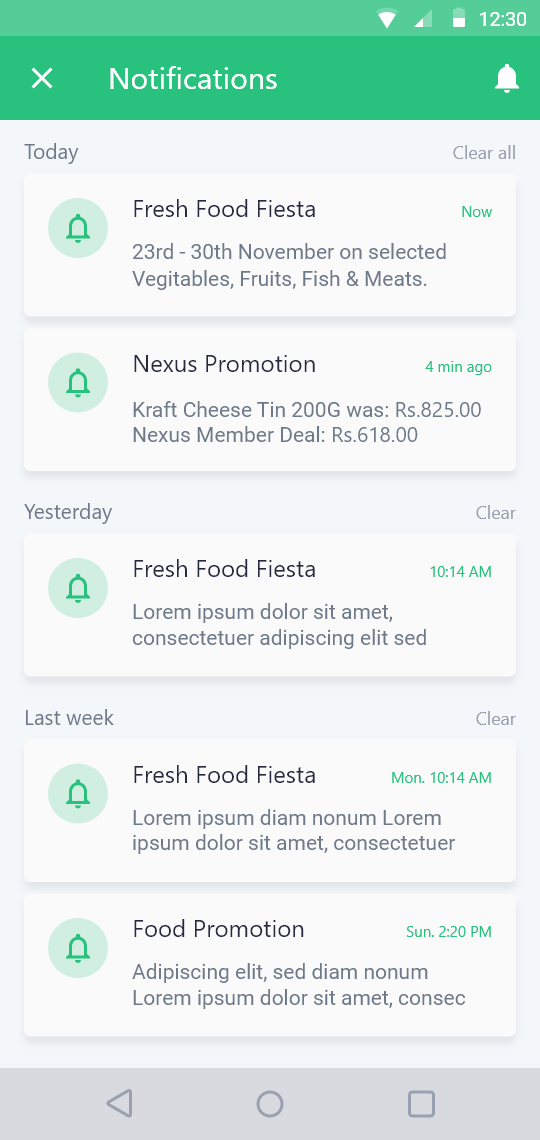 12:30
Notifications
Today Clear all
Fresh Food Fiesta Now
23rd - 30th November on selected
Vegitables, Fruits, Fish & Meats.
Nexus Promotion 4 min ago
Kraft Cheese Tin 200G was: Rs.825.00
Nexus Member Deal: Rs.618.00
Yesterday Clear
Fresh Food Fiesta 10:14 AM
Lorem ipsum dolor sit amet,
consectetuer adipiscing elit sed
Last week Clear
Fresh Food Fiesta Mon. 10:14 AM
Lorem ipsum diam nonum Lorem
ipsum dolor sit amet, consectetuer
Food Promotion Sun. 2:20 PM
Adipiscing elit, sed diam nonum
Lorem ipsum dolor sit amet, consec